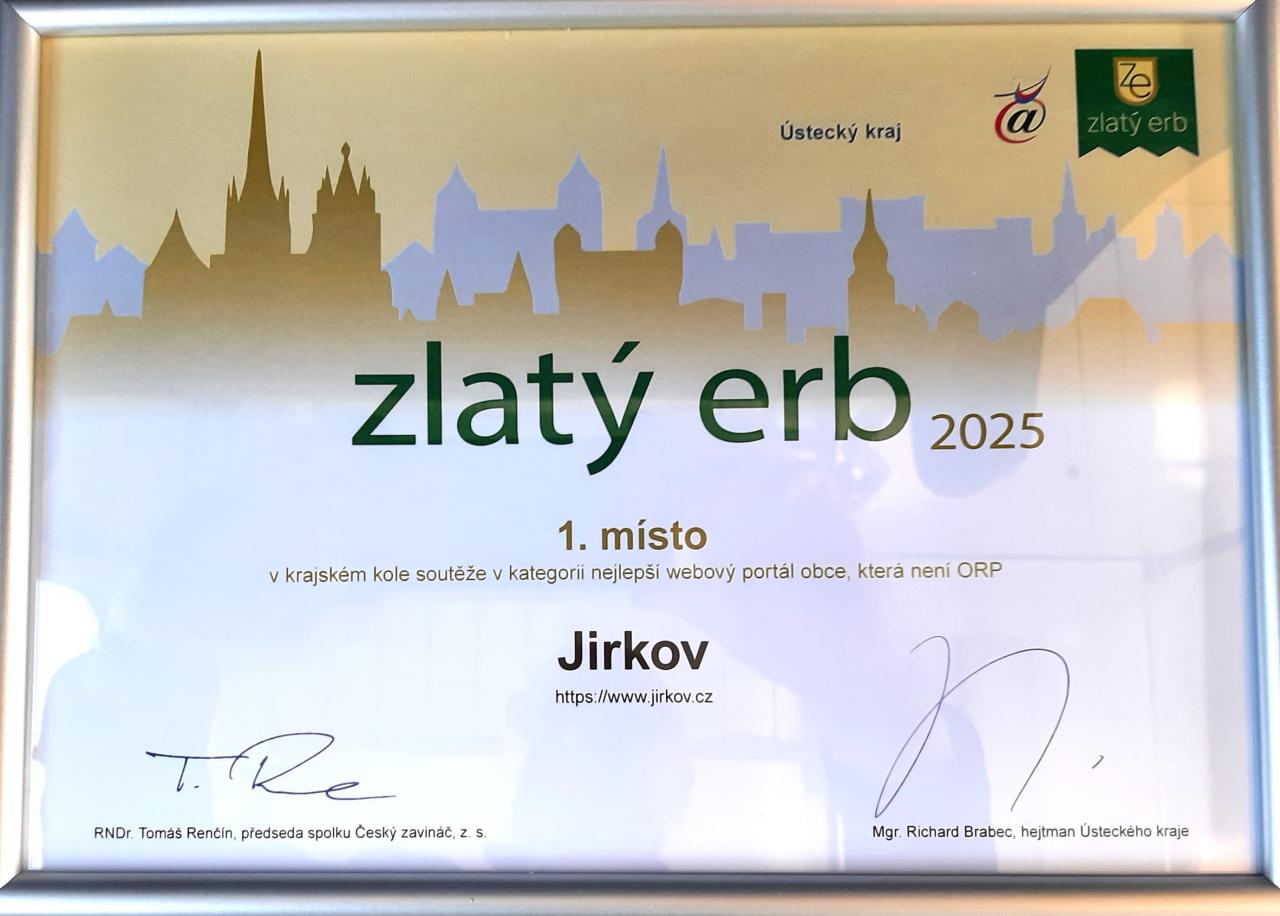 Ústecký kraj
@
Ze
zlatý erb
zlatý erb 2025
1. místo
v krajském kole soutěže v kategorii nejlepší webový portál obce, která není ORP
Jirkov
https://www.jirkov.cz
T. Re
RNDr. Tomáš Renčín, předseda spolku Český zavináč, z. s.
Mgr. Richard Brabec, hejtman Ústeckého kraje